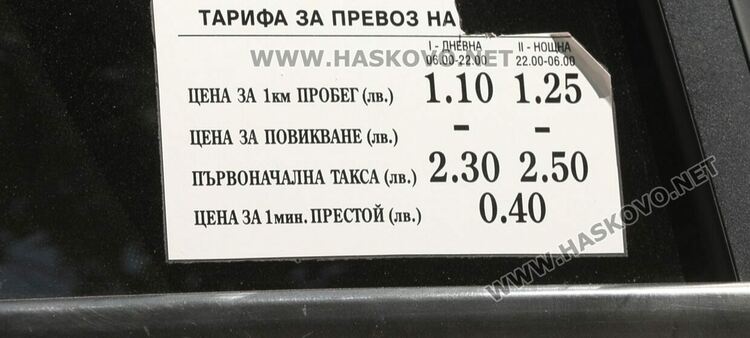 ТАРИФА ЗА ПРЕВОЗ НА
I - ДНЕВНА II - НОЩНА
06.00-22.00 22.00-06.00
WWW.HASKOVO.NET
ЦЕНА ЗА 1км ПРОБЕГ (лв.) 1.10 1.25
ЦЕНА ЗА ПОВИКВАНЕ (лв.) - -
ПЪРВОНАЧАЛНА ТАКСА (лв.) 2.30 2.50
ЦЕНА ЗА 1мин. ПРЕСТОЙ (лв.) 0.40
WWW.HASKOVO.NET